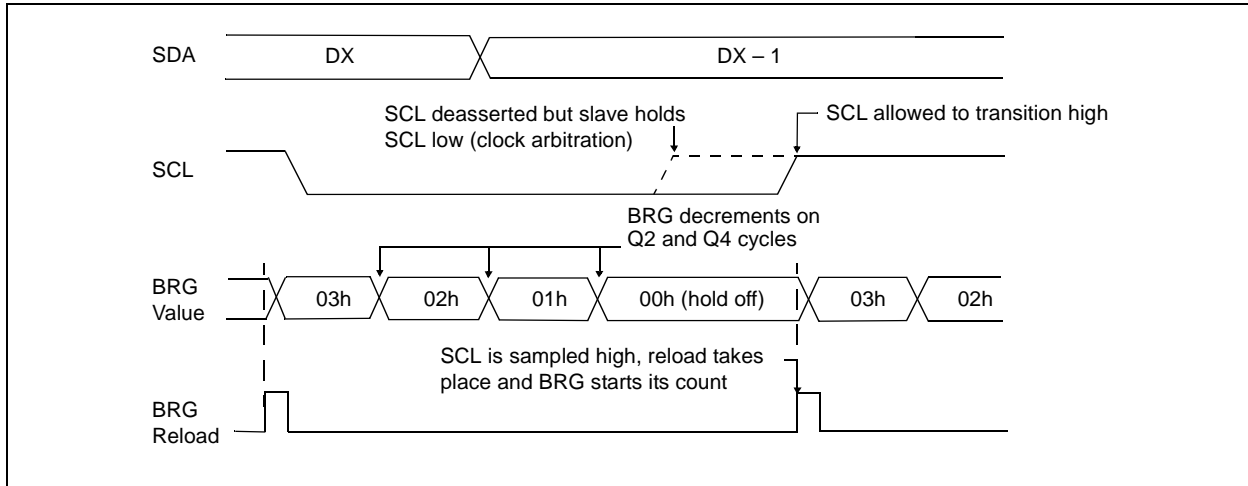 SDA
DX
DX – 1
SCL deasserted but slave holds
SCL low (clock arbitration)
SCL allowed to transition high
SCL
BRG decrements on
Q2 and Q4 cycles
BRG
Value
03h
02h
01h
00h (hold off)
03h
02h
SCL is sampled high, reload takes
place and BRG starts its count
BRG
Reload